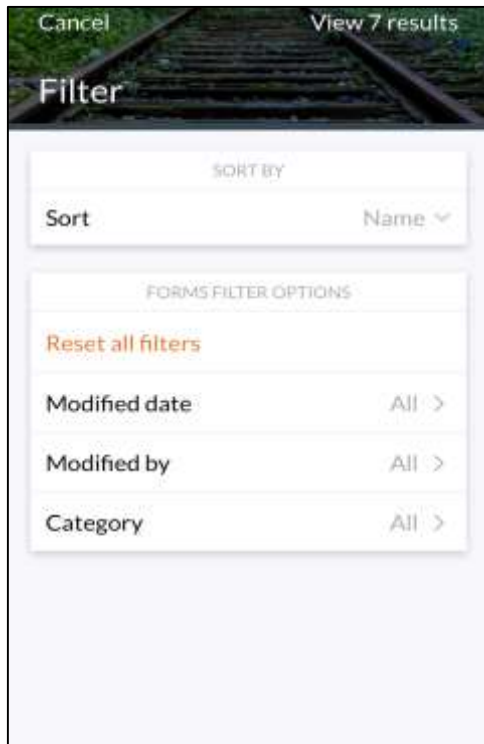 Cancel View 7 results
Filter
SORT BY
Sort Name
FORMS FILTER OPTIONS
Reset all filters
Modified date All
Modified by All
Category All